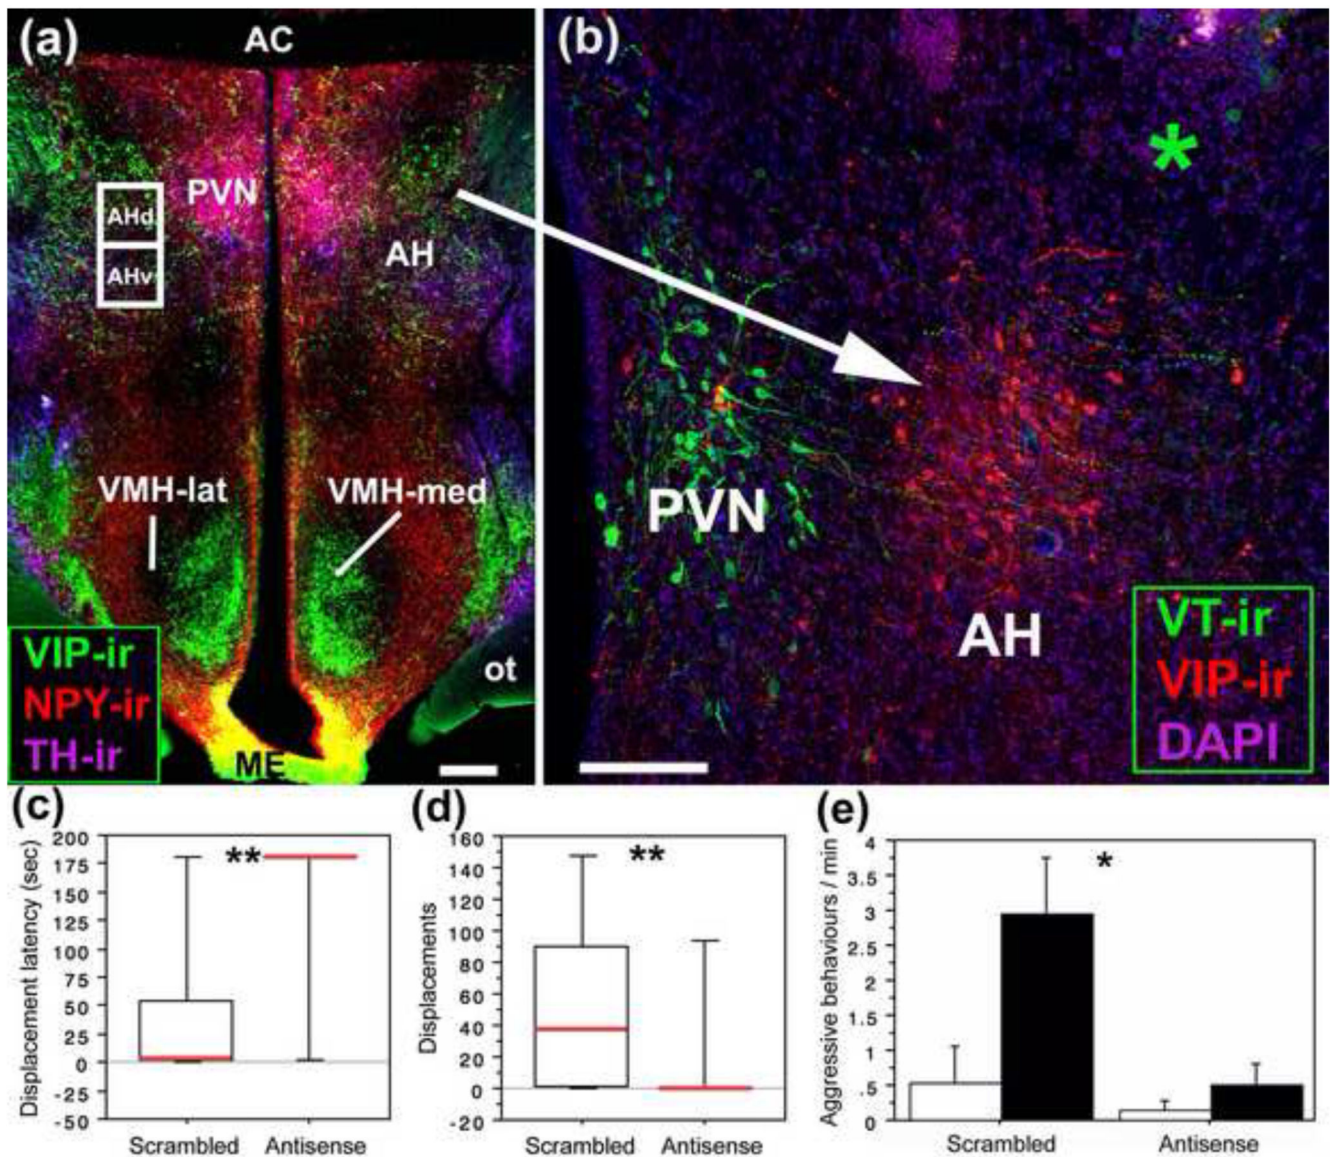 (a)
AC
PVN
AHd
AHv
AH
VMH-lat
VMH-med
VIP-ir
NPY-ir
TH-ir
ME
ot
(b)
*
PVN
AH
VT-ir
VIP-ir
DAPI
(c)
Displacement latency (sec)
200
175
150
125
100
75
50
25
0
-25
-50
**
Scrambled
Antisense
(d)
Displacements
160
140
120
100
80
60
40
20
0
-20
**
Scrambled
Antisense
(e)
Aggressive behaviours / min
4
3.5
3
2.5
2
1.5
1
.5
0
*
Scrambled
Antisense